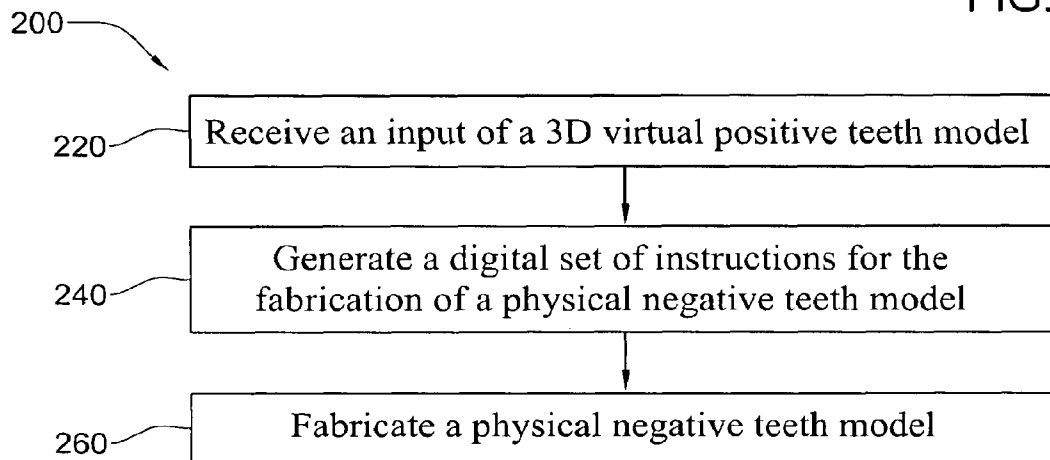 FIG.
200
220
Receive an input of a 3D virtual positive teeth model
240
Generate a digital set of instructions for the
fabrication of a physical negative teeth model
260
Fabricate a physical negative teeth model